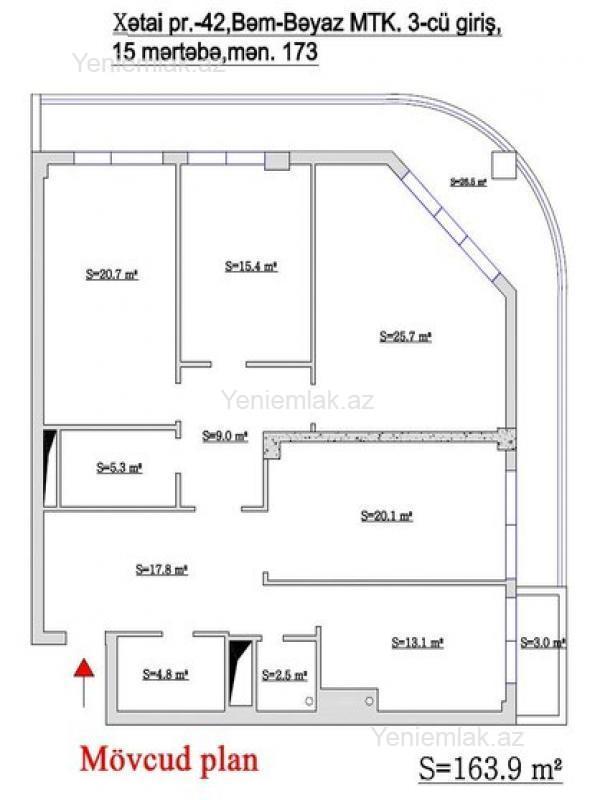 Xətai pr.-42,Bəm-Bəyaz MTK. 3-cü giriş,
15 mərtəbə,mən. 173
Yeniemlak.az
S=26.5 m²
S=20.7 m²
S=15.4 m²
S=25.7 m²
Yeniemlak.az
S=9.0 m²
S=5.3 m²
S=20.1 m²
S=17.8 m²
S=13.1 m²
S=3.0 m²
S=4.8 m²
S=2.5 m²
Yeniemlak.az
Mövcud plan
S=163.9 m²